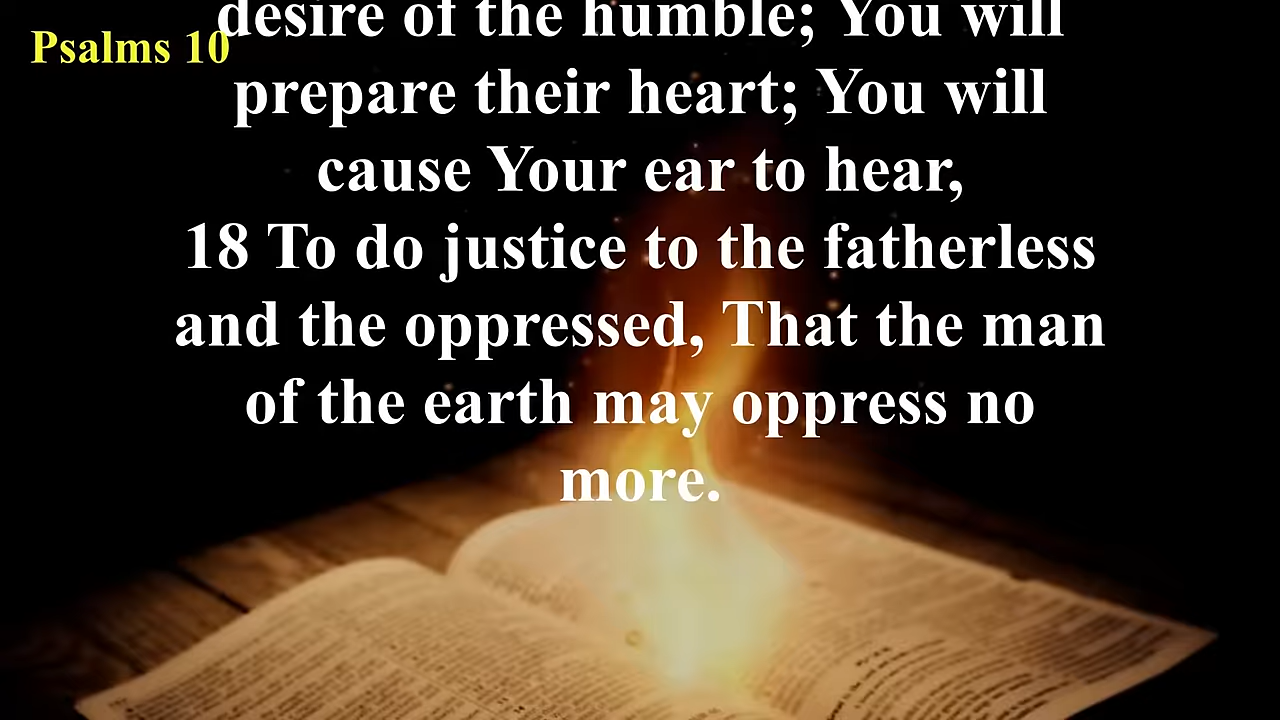 Psalms 10
desire of the humble; You will
prepare their heart; You will
cause Your ear to hear,
18 To do justice to the fatherless
and the oppressed, That the man
of the earth may oppress no
more.